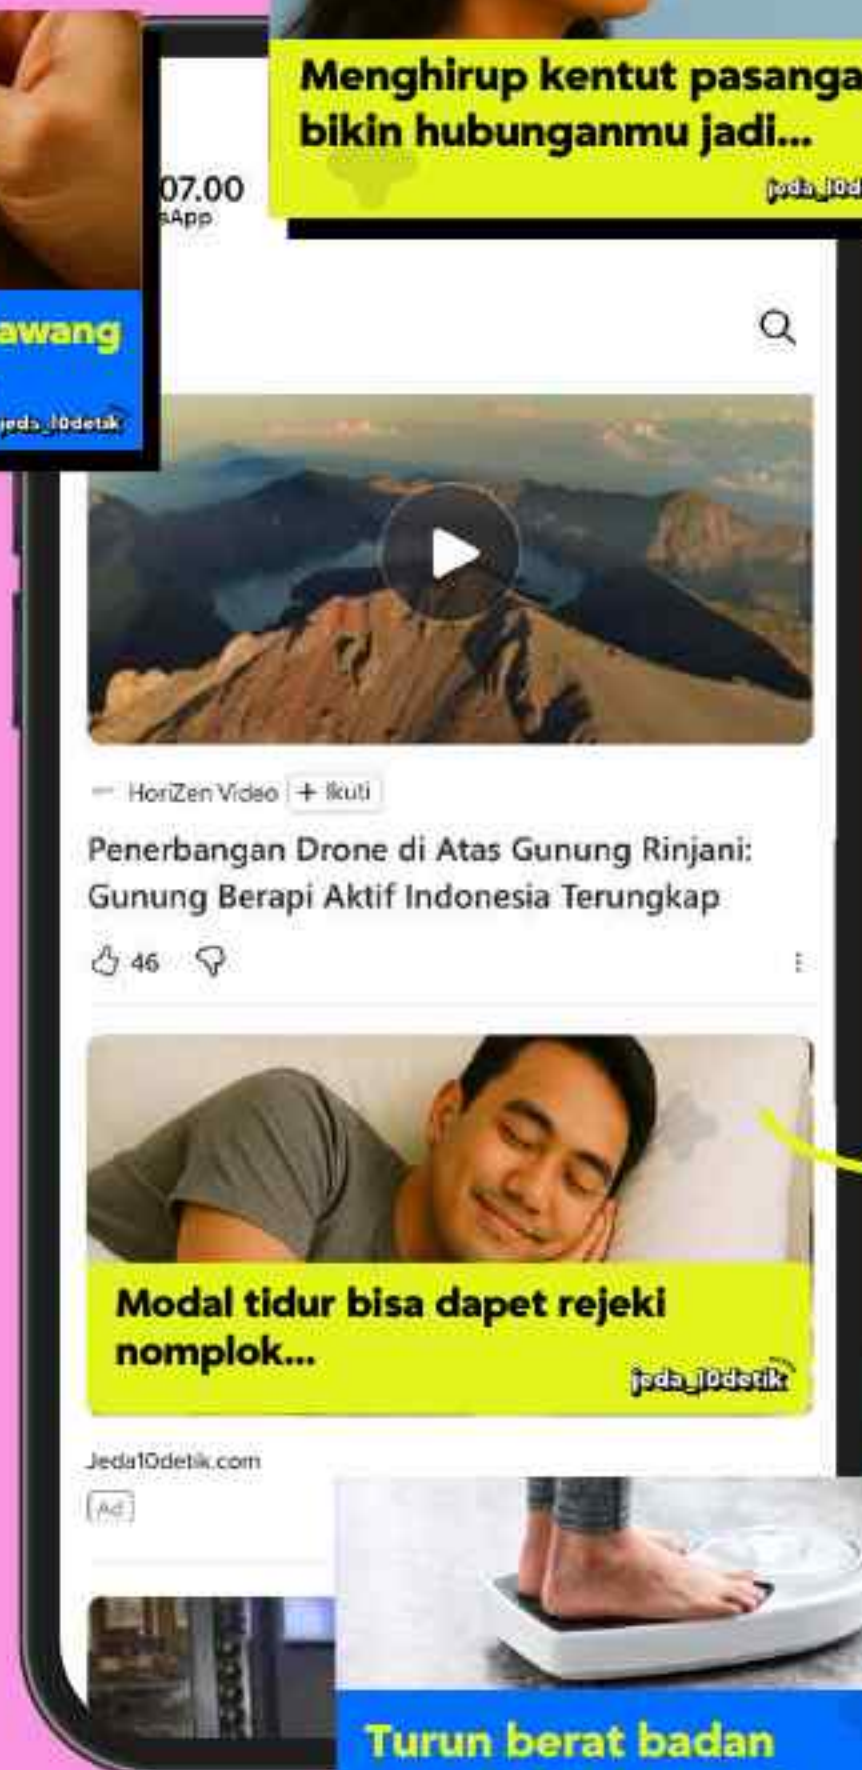 Menghirup kentut pasanga
bikin hubunganmu jadi...
jeda_10d
07.00
sApp
awang
jeda_10detik
HoriZen Video + Ikuti
Penerbangan Drone di Atas Gunung Rinjani:
Gunung Berapi Aktif Indonesia Terungkap
46
Modal tidur bisa dapet rejeki
nomplok...
jeda_10detik
Jeda10detik.com
Ad
Turun berat badan